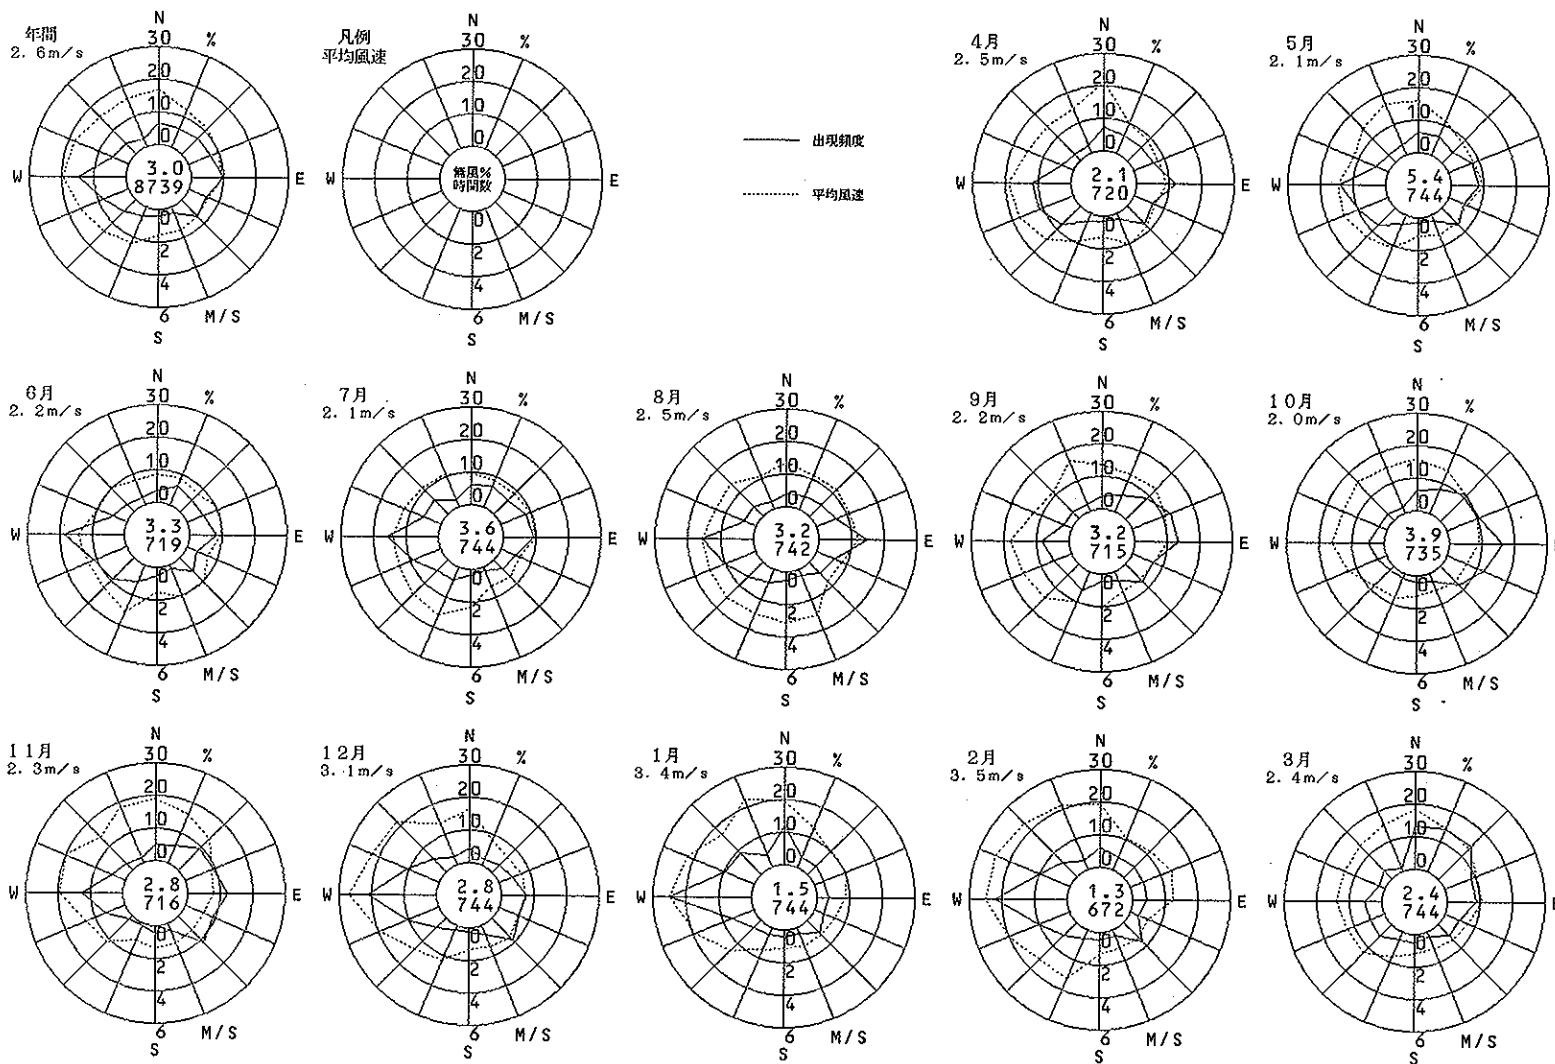 年間
2. 6m/s
N
30 %
20
10
0
3.0
8739
W
E
0
2
4
6 M/S
S
凡例
平均風速
N
30 %
20
10
0
無風%
時間数
W
E
0
2
4
6 M/S
S
出現頻度
平均風速
4月
2. 5m/s
N
30 %
20
10
0
2.1
720
W
E
0
2
4
6 M/S
S
5月
2. 1m/s
N
30 %
20
10
0
5.4
744
W
E
0
2
4
6 M/S
S
6月
2. 2m/s
N
30 %
20
10
0
3.3
719
W
E
0
2
4
6 M/S
S
7月
2. 1m/s
N
30 %
20
10
0
3.6
744
W
E
0
2
4
6 M/S
S
8月
2. 5m/s
N
30 %
20
10
0
3.2
742
W
E
0
2
4
6 M/S
S
9月
2. 2m/s
N
30 %
20
10
0
3.2
715
W
E
0
2
4
6 M/S
S
10月
2. 0m/s
N
30 %
20
10
0
3.9
735
W
E
0
2
4
6 M/S
S
11月
2. 3m/s
N
30 %
20
10
0
2.8
716
W
E
0
2
4
6 M/S
S
12月
3. 1m/s
N
30 %
20
10
0
2.8
744
W
E
0
2
4
6 M/S
S
1月
3. 4m/s
N
30 %
20
10
0
1.5
744
W
E
0
2
4
6 M/S
S
2月
3. 5m/s
N
30 %
20
10
0
1.3
672
W
E
0
2
4
6 M/S
S
3月
2. 4m/s
N
30 %
20
10
0
2.4
744
W
E
0
2
4
6 M/S
S